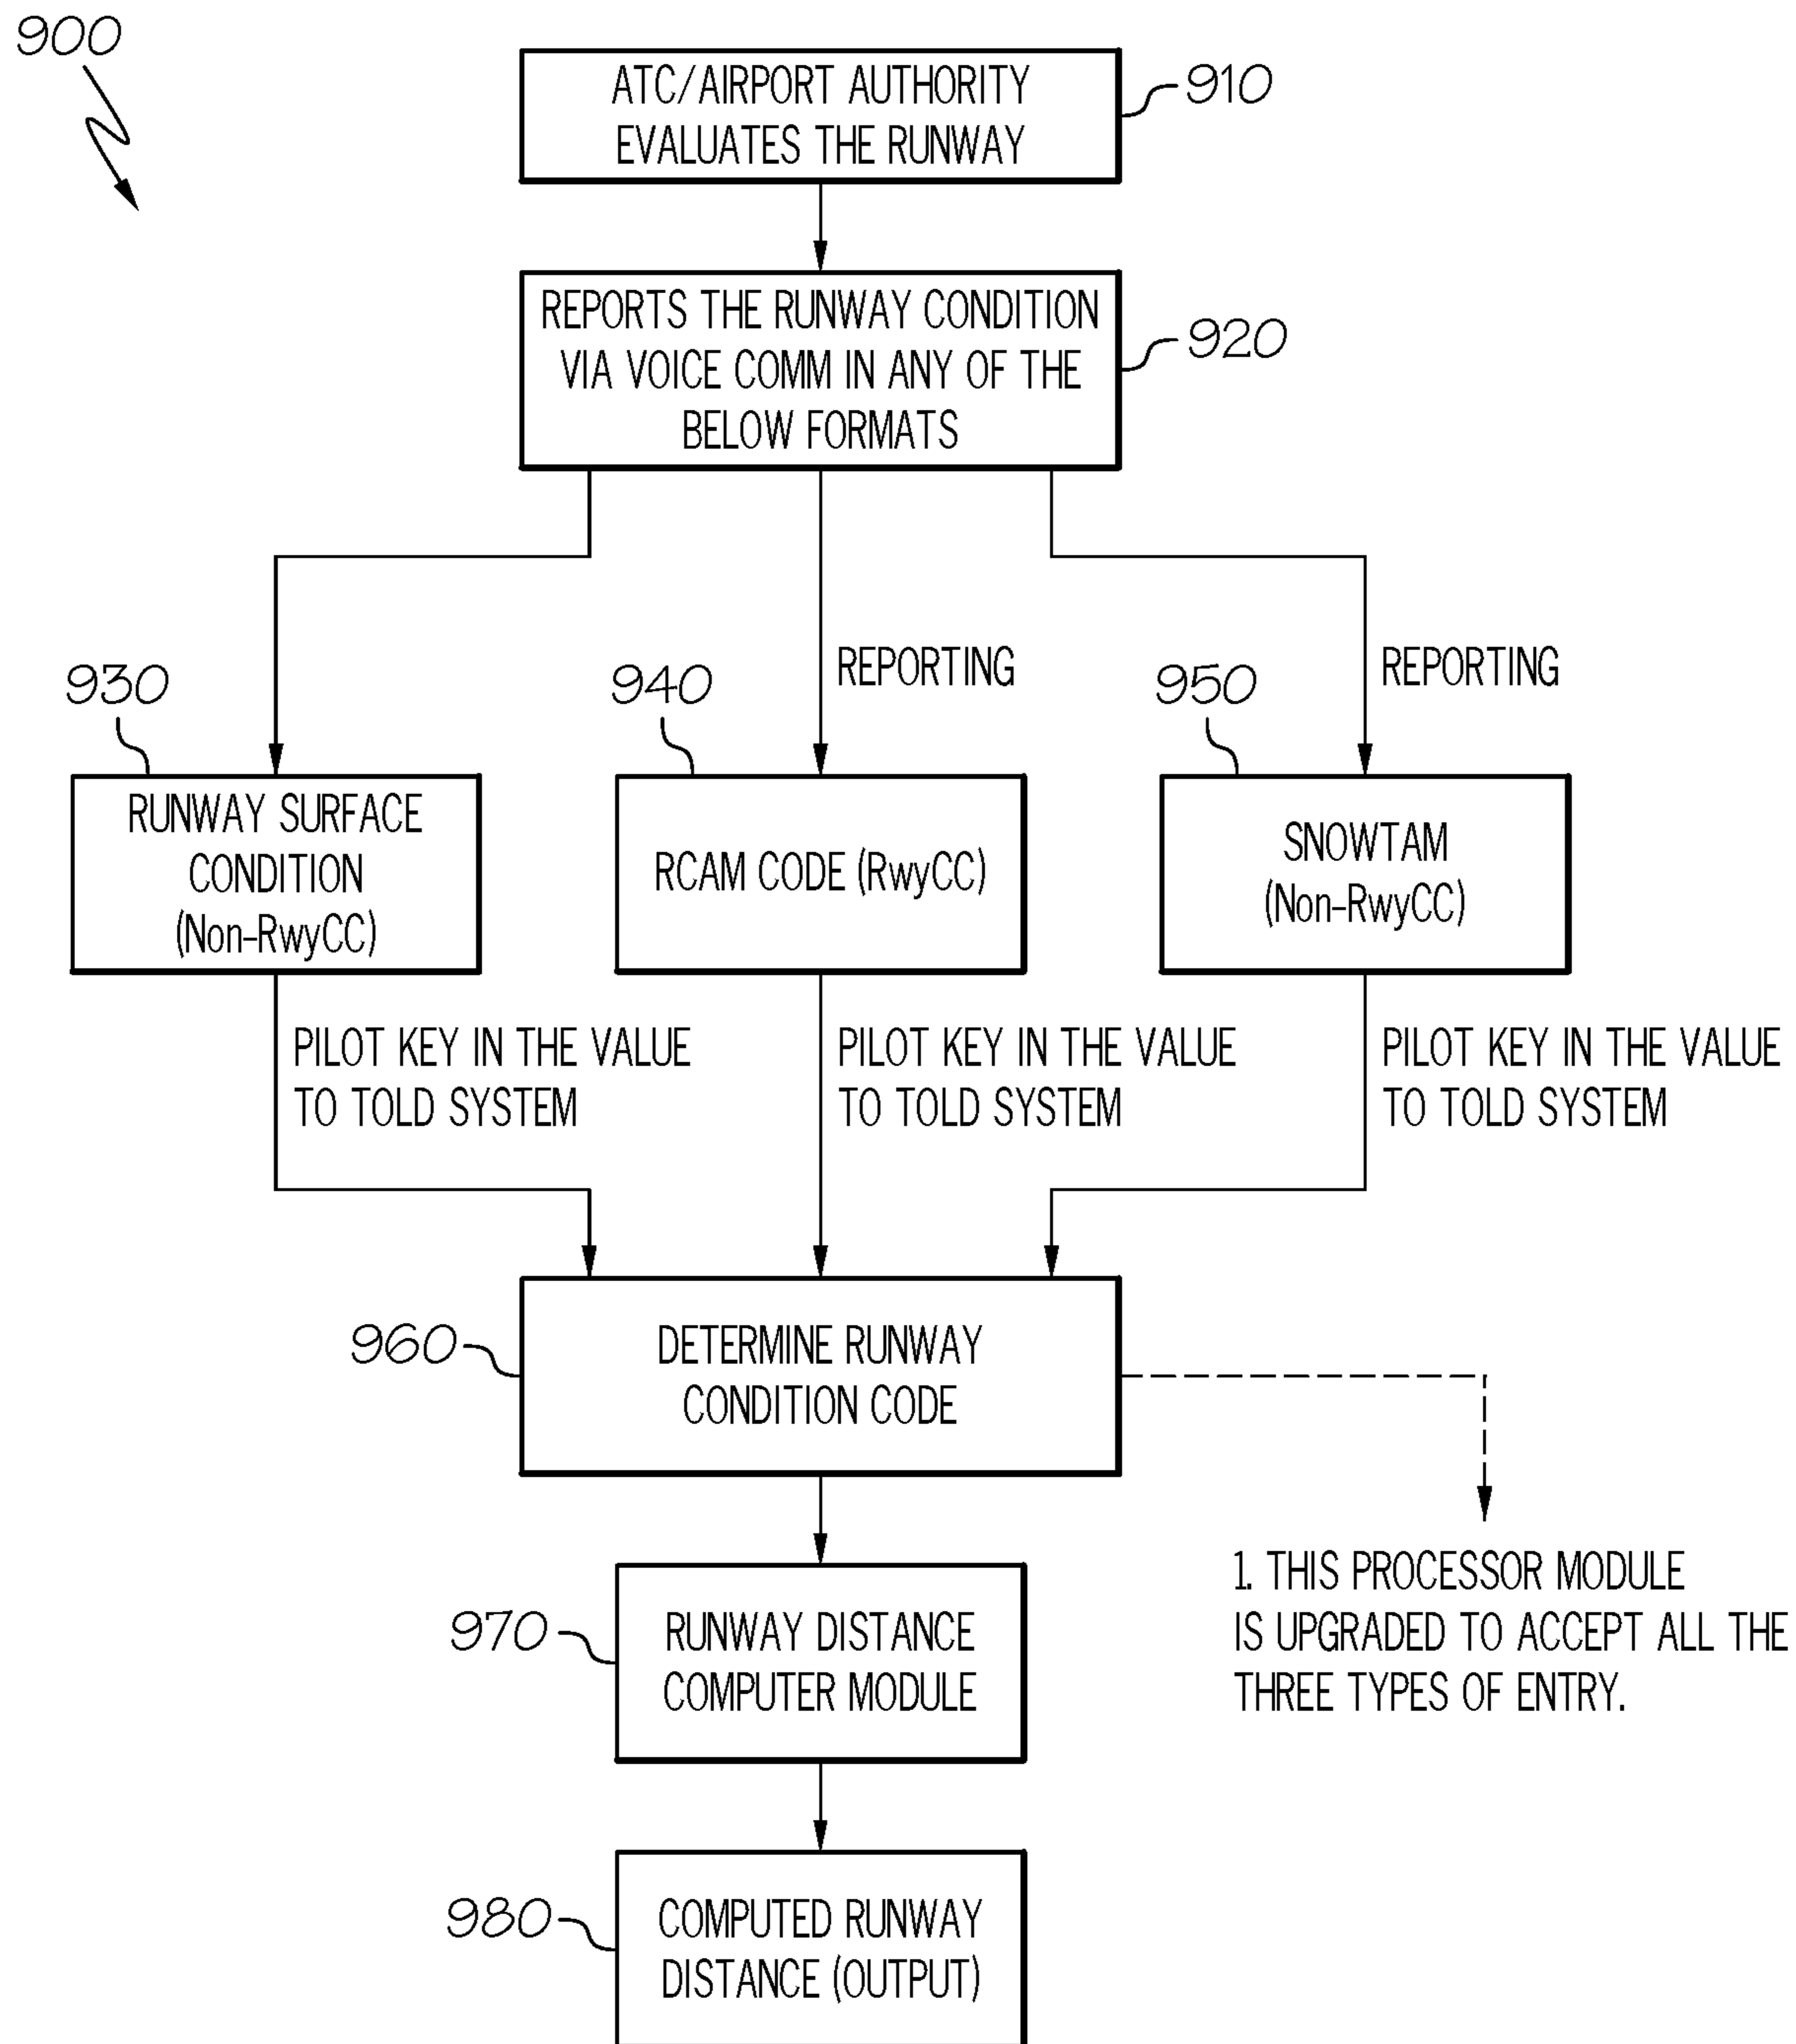 900
ATC/AIRPORT AUTHORITY
EVALUATES THE RUNWAY
910
REPORTS THE RUNWAY CONDITION
VIA VOICE COMM IN ANY OF THE
BELOW FORMATS
920
REPORTING
REPORTING
930
940
950
RUNWAY SURFACE
CONDITION
(Non-RwyCC)
RCAM CODE (RwyCC)
SNOWTAM
(Non-RwyCC)
PILOT KEY IN THE VALUE
TO TOLD SYSTEM
PILOT KEY IN THE VALUE
TO TOLD SYSTEM
PILOT KEY IN THE VALUE
TO TOLD SYSTEM
960
DETERMINE RUNWAY
CONDITION CODE
1. THIS PROCESSOR MODULE
IS UPGRADED TO ACCEPT ALL THE
THREE TYPES OF ENTRY.
970
RUNWAY DISTANCE
COMPUTER MODULE
980
COMPUTED RUNWAY
DISTANCE (OUTPUT)